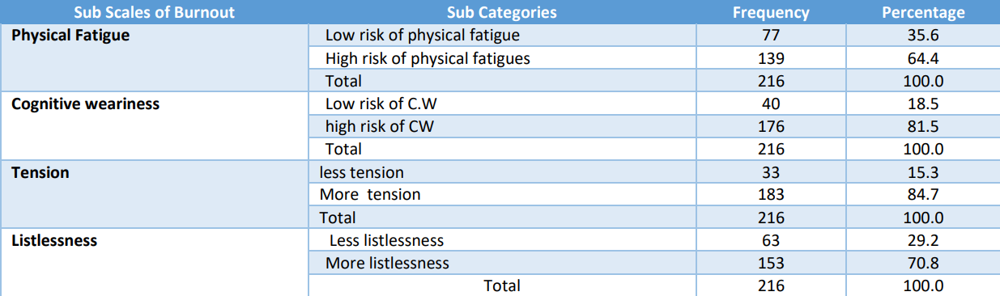 Sub Scales of Burnout Sub Categories Frequency Percentage
Physical Fatigue Low risk of physical fatigue 77 35.6
High risk of physical fatigues 139 64.4
Total 216 100.0
Cognitive weariness Low risk of C.W 40 18.5
high risk of CW 176 81.5
Total 216 100.0
Tension less tension 33 15.3
More tension 183 84.7
Total 216 100.0
Listlessness Less listlessness 63 29.2
More listlessness 153 70.8
Total 216 100.0